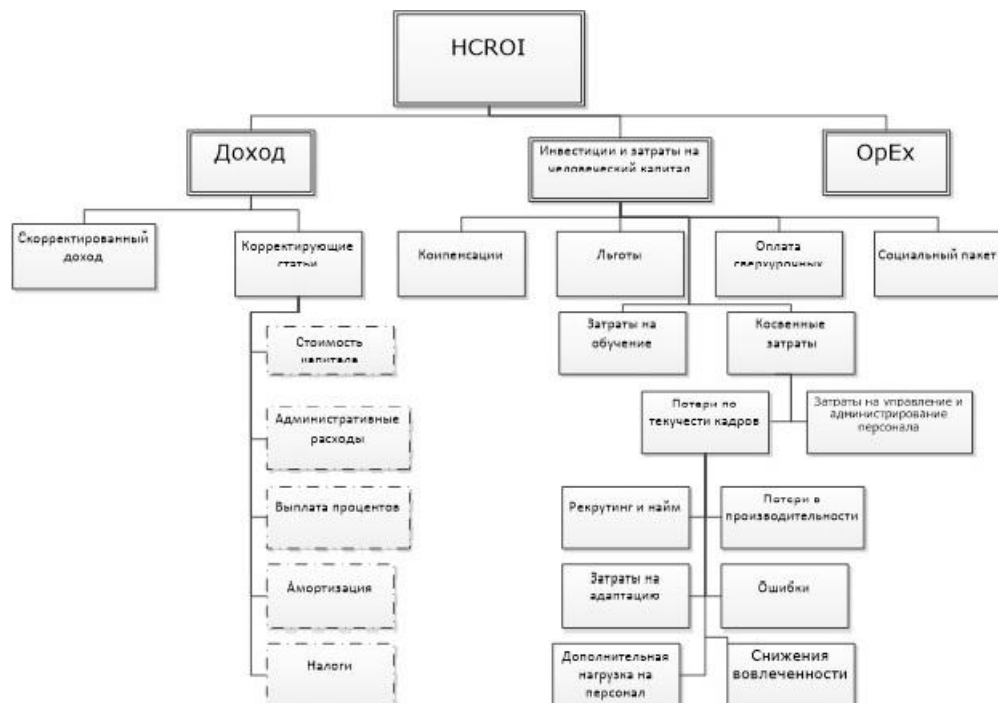 HCROI
Доход
Инвестиции и затраты на
человеческий капитал
OpEx
Скорректированный
доход
Корректирующие
статьи
Компенсации
Льготы
Оплата
сверхурочных
Социальный пакет
Стоимость
капитала
Затраты на
обучение
Косвенные
затраты
Административные
расходы
Потери по
текучести кадров
Затраты на управление и
администрирование
персонала
Выплата процентов
Рекрутинг и найм
Потери в
производительности
Амортизация
Затраты на
адаптацию
Ошибки
Налоги
Дополнительная
нагрузка на
персонал
Снижения
вовлеченности